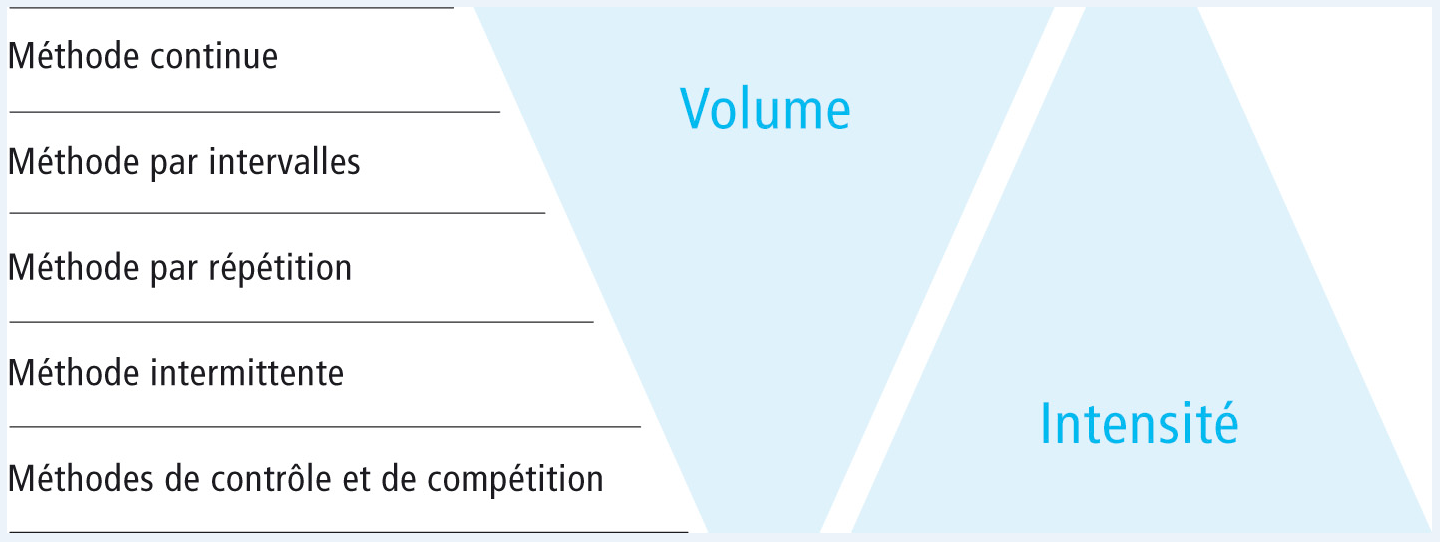 Méthode continue
Volume
Méthode par intervalles
Méthode par répétition
Méthode intermittente
Intensité
Méthodes de contrôle et de compétition